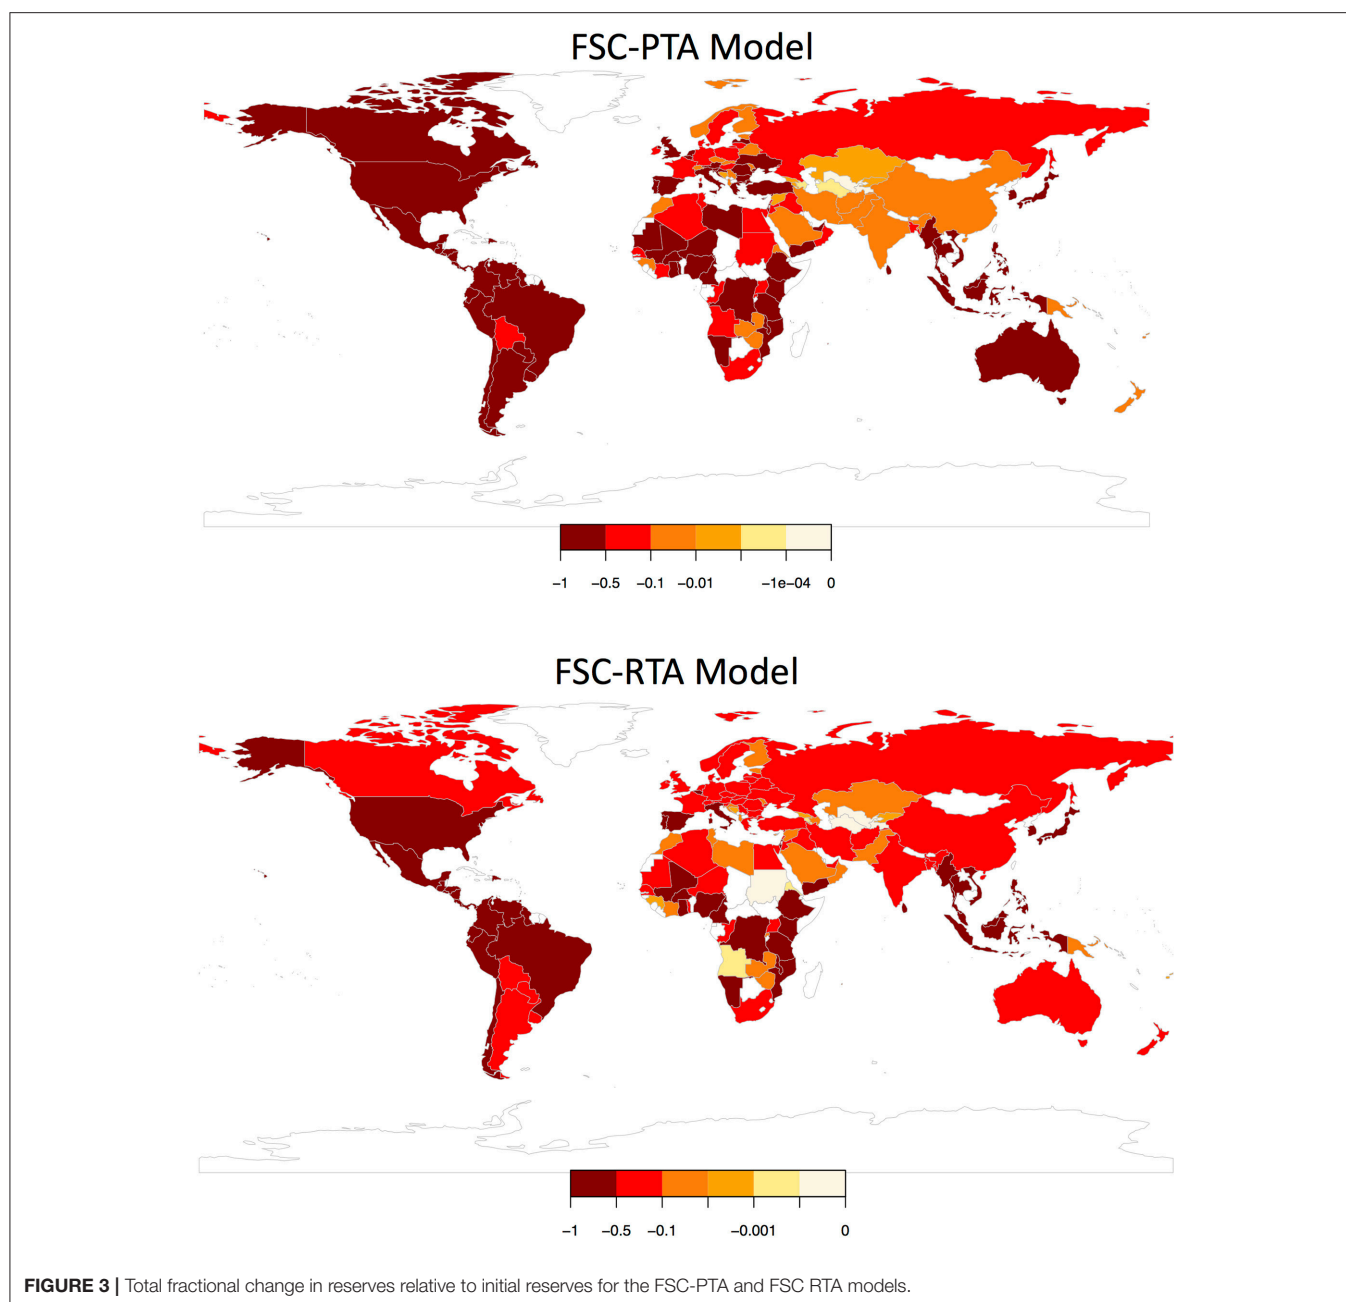 FSC-PTA Model
−1 −0.5 −0.1 −0.01 −1e−04 0
FSC-RTA Model
−1 −0.5 −0.1 −0.001 0
FIGURE 3 | Total fractional change in reserves relative to initial reserves for the FSC-PTA and FSC RTA models.